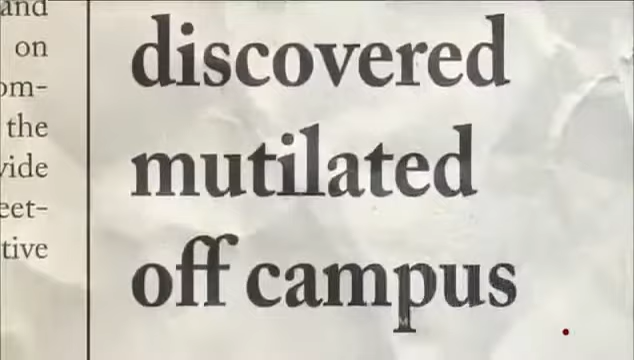 and
on
om-
the
vide
eet-
tive
discovered
mutilated
off campus